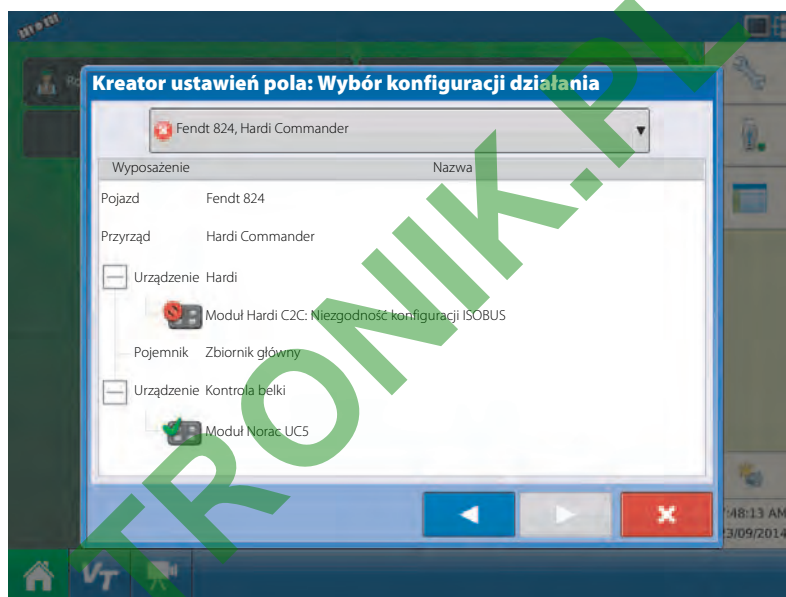 Kreator ustawień pola: Wybór konfiguracji działania
Fendt 824, Hardi Commander
Wyposażenie Nazwa
Pojazd Fendt 824
Przyrząd Hardi Commander
Urządzenie Hardi
Moduł Hardi C2C: Niezgodność konfiguracji ISOBUS
Pojemnik Zbiornik główny
Urządzenie Kontrola belki
Moduł Norac UC5
:48:13 AM
23/09/2014
VT
TRONIK.PL